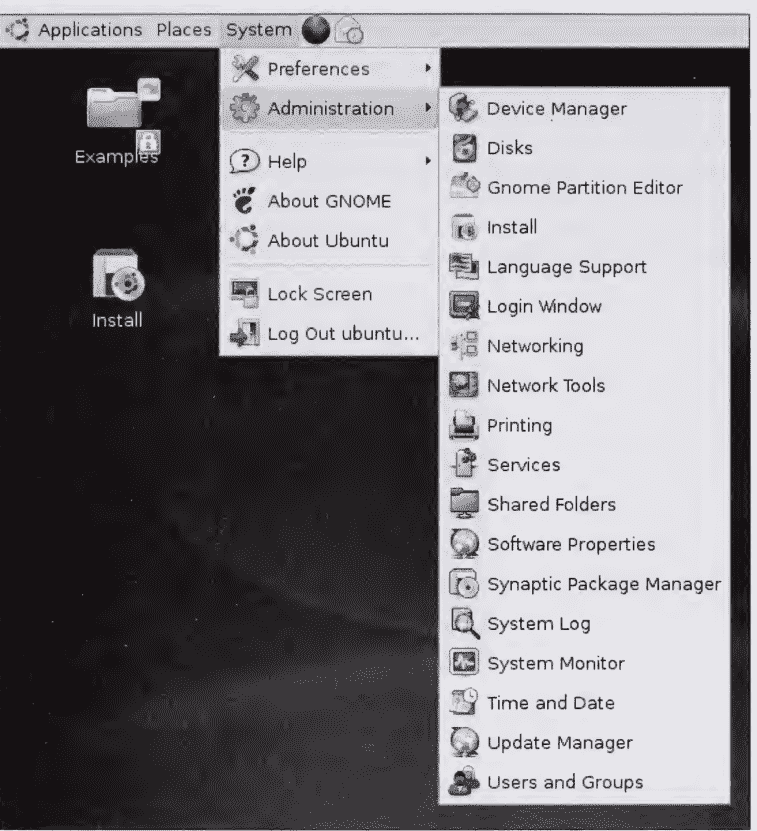 Applications Places System
Examples
Install
Preferences
Administration
Help
About GNOME
About Ubuntu
Lock Screen
Log Out ubuntu...
Device Manager
Disks
Gnome Partition Editor
Install
Language Support
Login Window
Networking
Network Tools
Printing
Services
Shared Folders
Software Properties
Synaptic Package Manager
System Log
System Monitor
Time and Date
Update Manager
Users and Groups